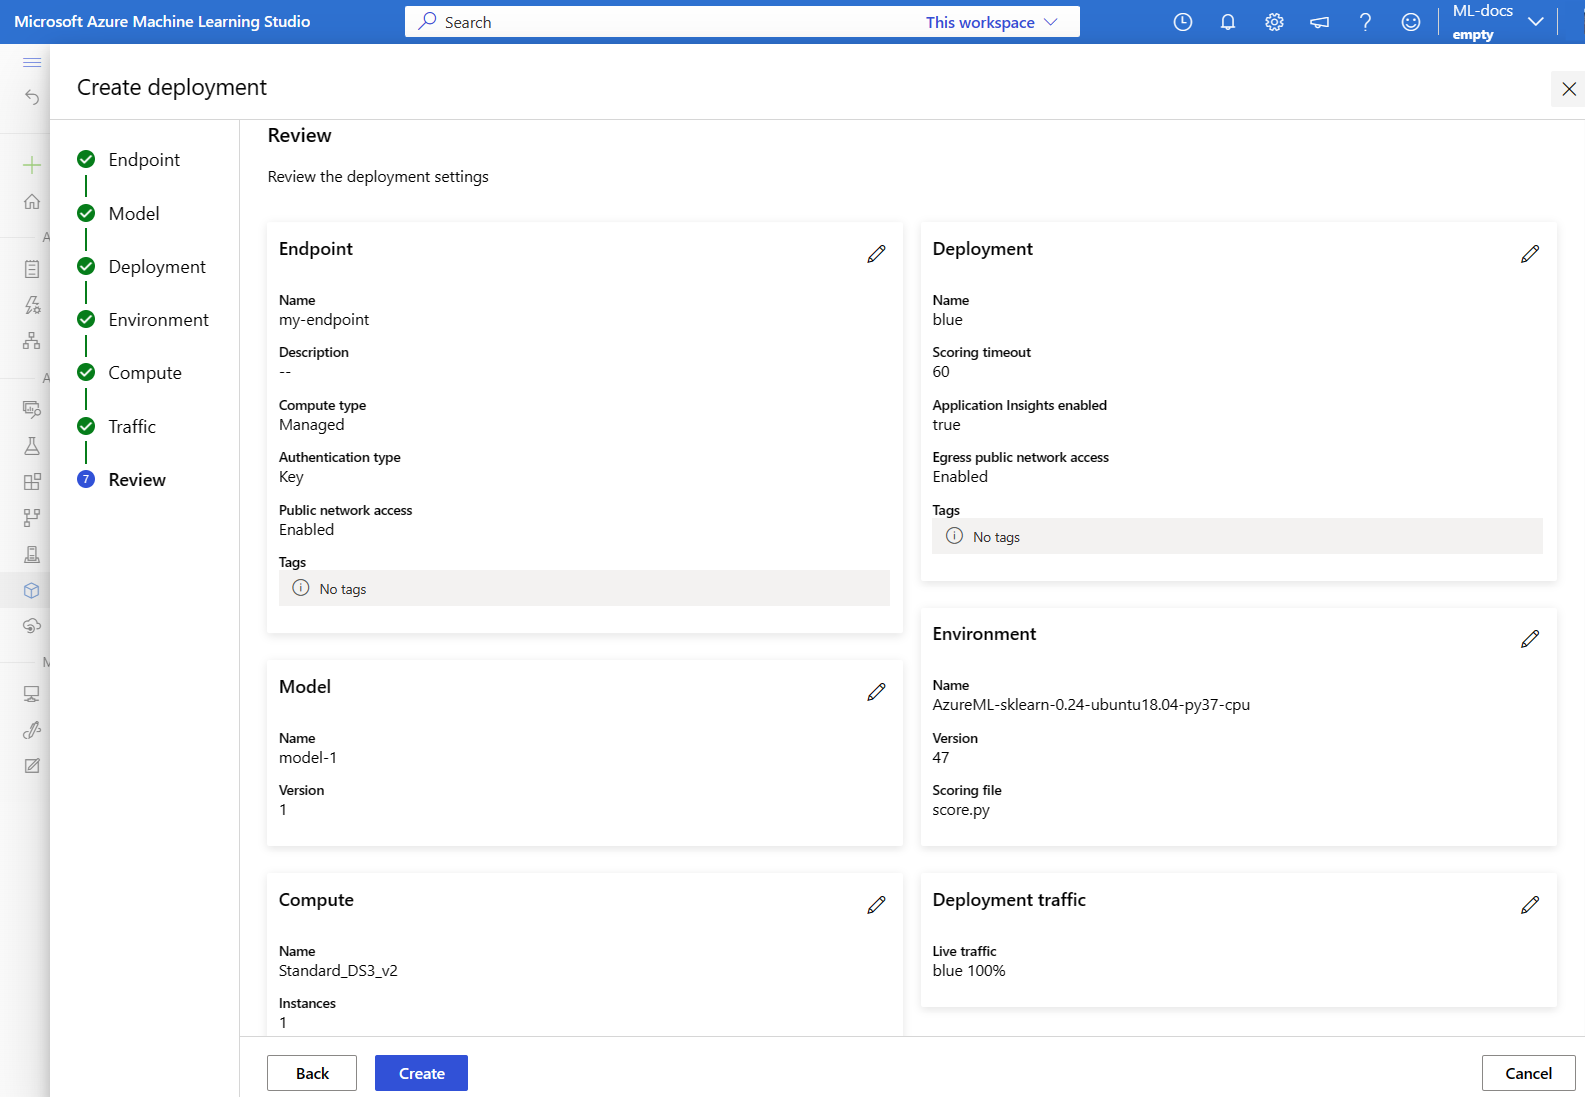 Microsoft Azure Machine Learning Studio
Search
This workspace
ML-docs
empty
Create deployment
Endpoint
Model
Deployment
Environment
Compute
Traffic
7
Review
A
A
M
Review
Review the deployment settings
Endpoint
Name
my-endpoint
Description
--
Compute type
Managed
Authentication type
Key
Public network access
Enabled
Tags
No tags
Model
Name
model-1
Version
1
Compute
Name
Standard_DS3_v2
Instances
1
Deployment
Name
blue
Scoring timeout
60
Application Insights enabled
true
Egress public network access
Enabled
Tags
No tags
Environment
Name
AzureML-sklearn-0.24-ubuntu18.04-py37-cpu
Version
47
Scoring file
score.py
Deployment traffic
Live traffic
blue 100%
Back
Create
Cancel